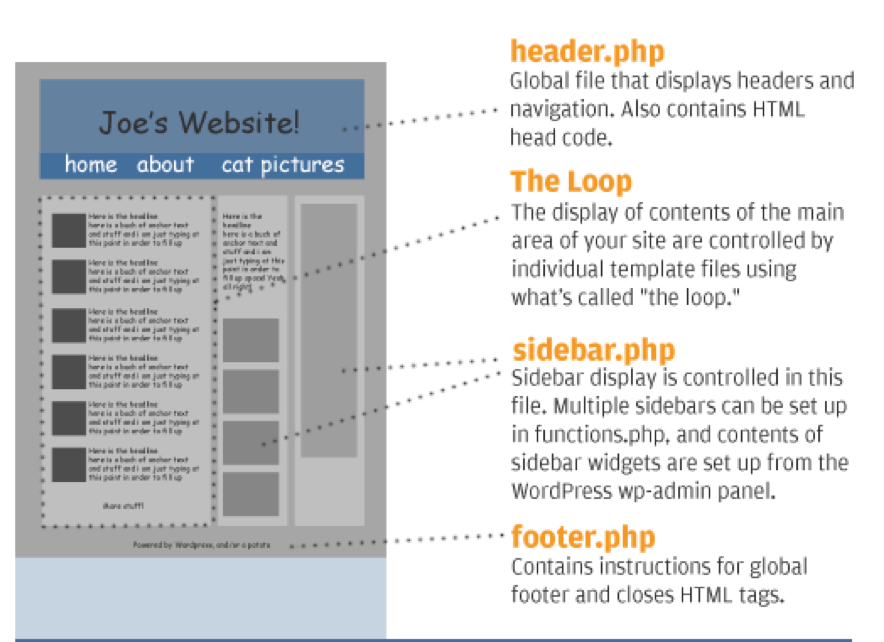 Joe's Website!
home about cat pictures
Here is the headline
here is a buch of anchor text
and stuff and i am just typing at
this point in order to fill up
Here is the headline
here is a buch of anchor text
and stuff and i am just typing at
this point in order to fill up
Here is the headline
here is a buch of anchor text
and stuff and i am just typing at
this point in order to fill up
Here is the headline
here is a buch of anchor text
and stuff and i am just typing at
this point in order to fill up
Here is the headline
here is a buch of anchor text
and stuff and i am just typing at
this point in order to fill up
Here is the headline
here is a buch of anchor text
and stuff and i am just typing at
this point in order to fill up
More stuff!
Here is the
headline
here is a buch of
anchor text and
stuff and i am
just typing at this
point in order to
fill up space! Yeah
all right!
Powered by Wordpress, and/or a potato
header.php
Global file that displays headers and
navigation. Also contains HTML
head code.
The Loop
The display of contents of the main
area of your site are controlled by
individual template files using
what's called "the loop."
sidebar.php
Sidebar display is controlled in this
file. Multiple sidebars can be set up
in functions.php, and contents of
sidebar widgets are set up from the
WordPress wp-admin panel.
footer.php
Contains instructions for global
footer and closes HTML tags.